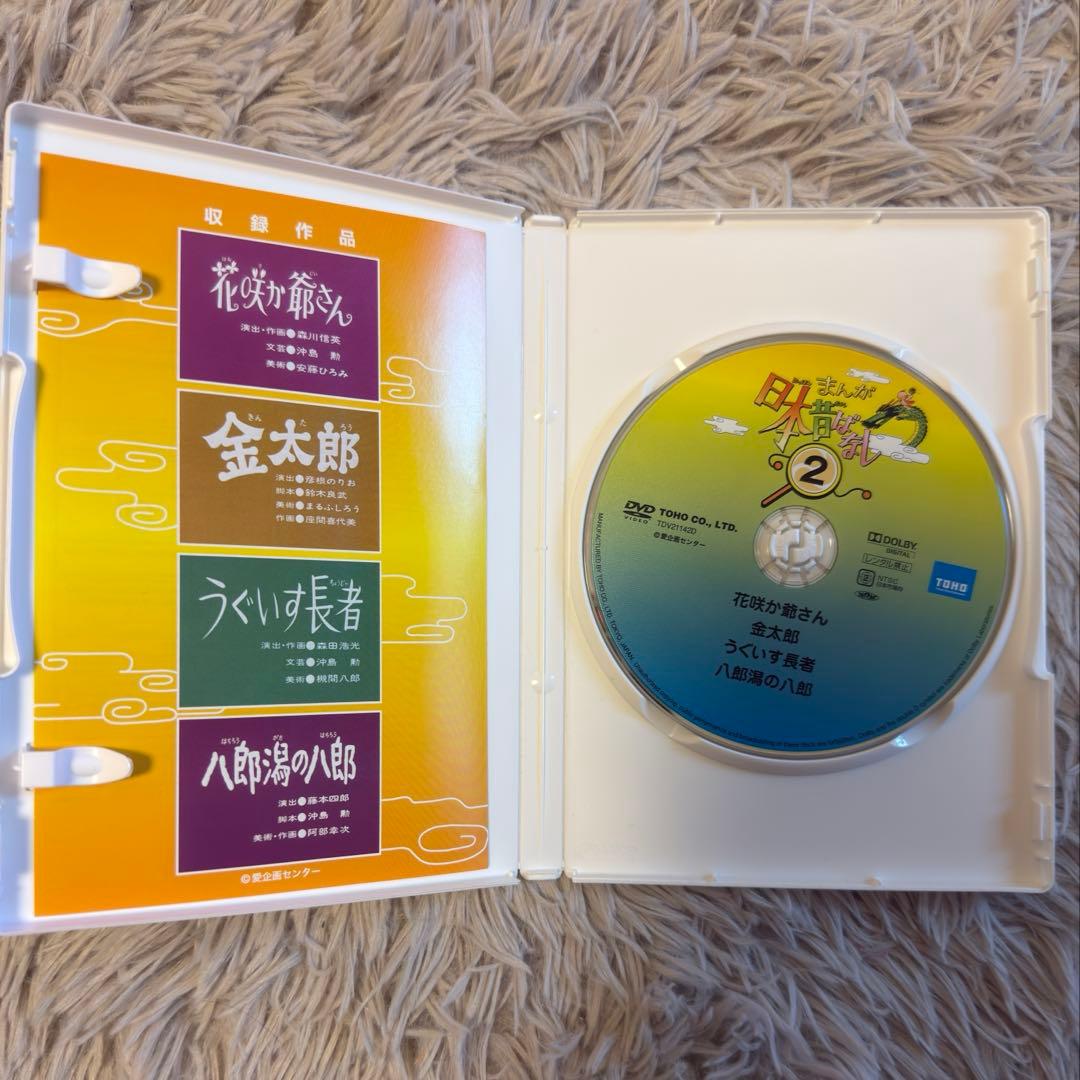 収録作品
花咲か爺さん
演出・作画●森川信英
文芸●沖島 勲
美術●安藤ひろみ
金太郎
演出●彦根のりお
脚本●鈴木良武
美術●まるふしろう
作画●座間喜代美
うぐいす長者
演出・作画●森田浩光
文芸●沖島 勲
美術●機関八郎
八郎潟の八郎
演出●藤本四郎
脚本●沖島 勲
美術・作画●阿部幸次
©愛企画センター
まんが
日本昔ばなし
2
DVD VIDEO
TOHO CO., LTD.
TDV21142D
©愛企画センター
DOLBY
DIGITAL
レンタル禁止
NTSC
日本市場向
TOHO
花咲か爺さん
金太郎
うぐいす長者
八郎潟の八郎